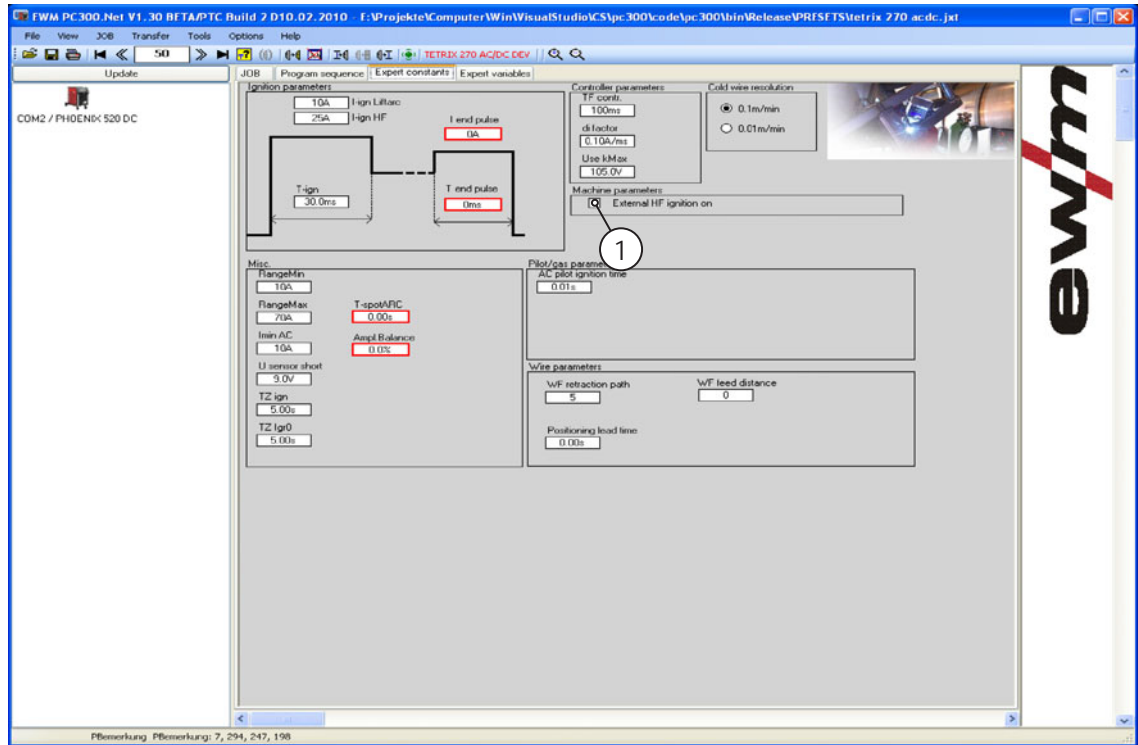 EWM PC300.Net V1.30 BETA/PTC Build 2 D10.02.2010 - E:\Projekte\Computer\Win\VisualStudio\CS\pc300\code\pc300\bin\Release\PRESETS\tetrix 270 acdc.jxt
File View JOB Transfer Tools Options Help
50 TETRIX 270 AC/DC DEV
Update
COM2 / PHOENIX 520 DC
JOB Program sequence Expert constants Expert variables
Ignition parameters
10A I-ign Liftarc
25A I-ign HF
I end pulse
0A
T-ign
30.0ms
T end pulse
0ms
Controller parameters
TF contr.
100ms
di factor
0.10A/ms
Use kMax
105.0V
Cold wire resolution
0.1m/min
0.01m/min
Machine parameters
External HF ignition on
1
Misc.
RangeMin
10A
RangeMax
70A
T-spotARC
0.00s
Imin AC
10A
Ampl.Balance
0.0%
U sensor short
9.0V
TZ ign
5.00s
TZ Igr0
5.00s
Pilot/gas
AC pilot ignition time
0.01s
Wire parameters
WF retraction path
5
WF feed distance
0
Positioning lead time
0.00s
ewm
PBemerkung PBemerkung: 7, 294, 247, 198